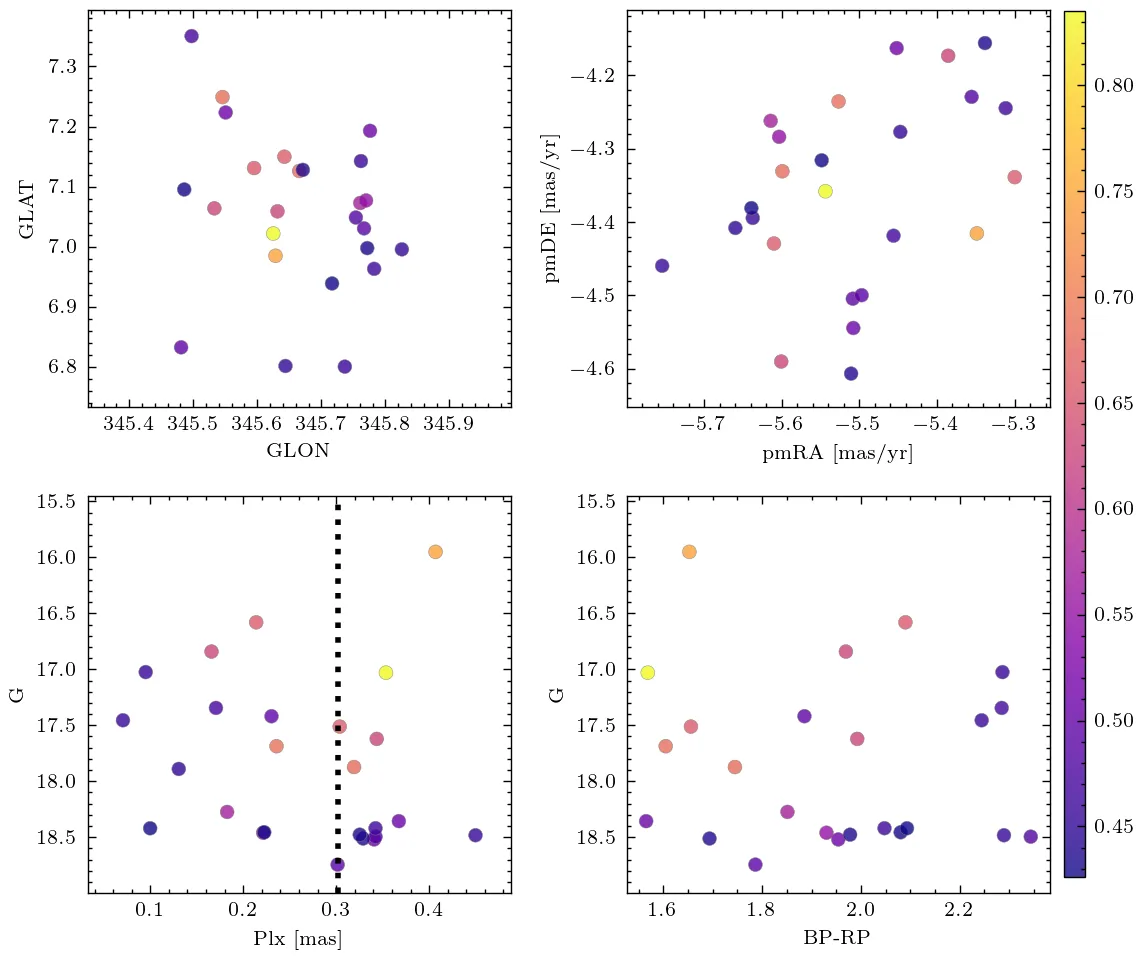 7.3
7.2
7.1
7.0
6.9
6.8
GLAT
345.4 345.5 345.6 345.7 345.8 345.9
GLON
−4.2
−4.3
−4.4
−4.5
−4.6
pmDE [mas/yr]
−5.7 −5.6 −5.5 −5.4 −5.3
pmRA [mas/yr]
0.80
0.75
0.70
0.65
0.60
0.55
0.50
0.45
15.5
16.0
16.5
17.0
17.5
18.0
18.5
G
0.1 0.2 0.3 0.4
Plx [mas]
15.5
16.0
16.5
17.0
17.5
18.0
18.5
G
1.6 1.8 2.0 2.2
BP-RP